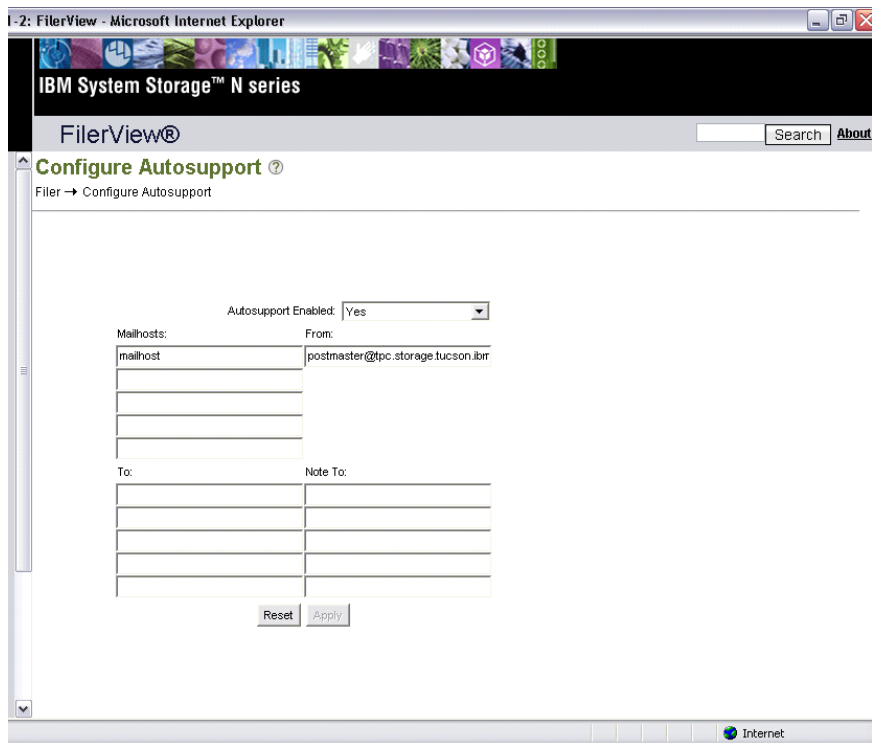 1-2: FilerView - Microsoft Internet Explorer
IBM System Storage™ N series
FilerView®
Search About
Configure Autosupport ?
Filer → Configure Autosupport
Autosupport Enabled: Yes
Mailhosts: From:
mailhost postmaster@tpc.storage.tucson.ibm
To: Note To:
Reset Apply
Internet